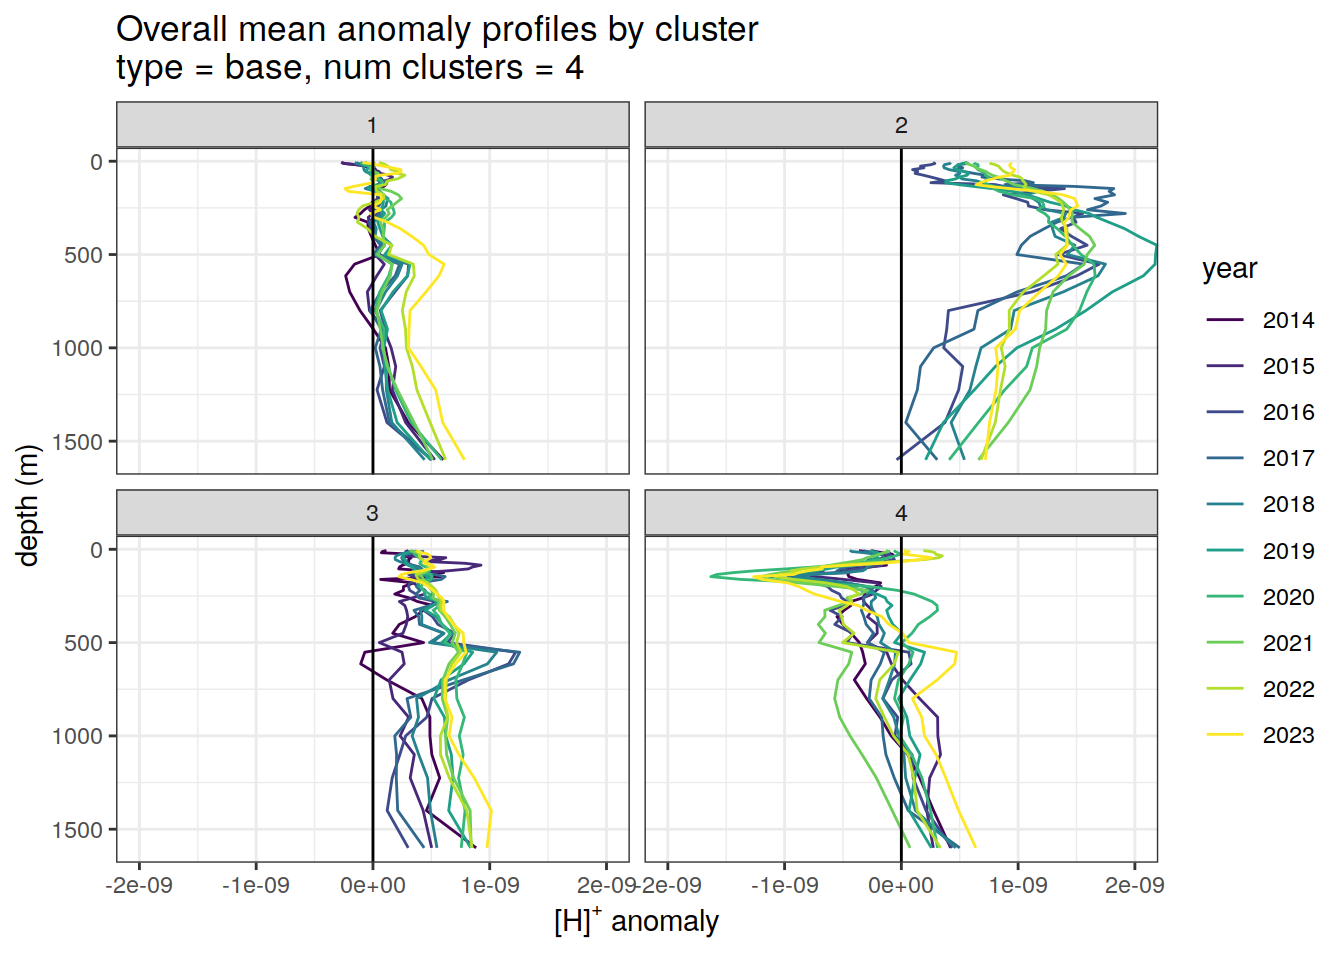 Overall mean anomaly profiles by cluster
type = base, num clusters = 4
1
2
0
500
1000
1500
3
4
0
500
1000
1500
-2e-09
-1e-09
0e+00
1e-09
2e-09
-2e-09
-1e-09
0e+00
1e-09
2e-09
[H]⁺ anomaly
depth (m)
year
2014
2015
2016
2017
2018
2019
2020
2021
2022
2023